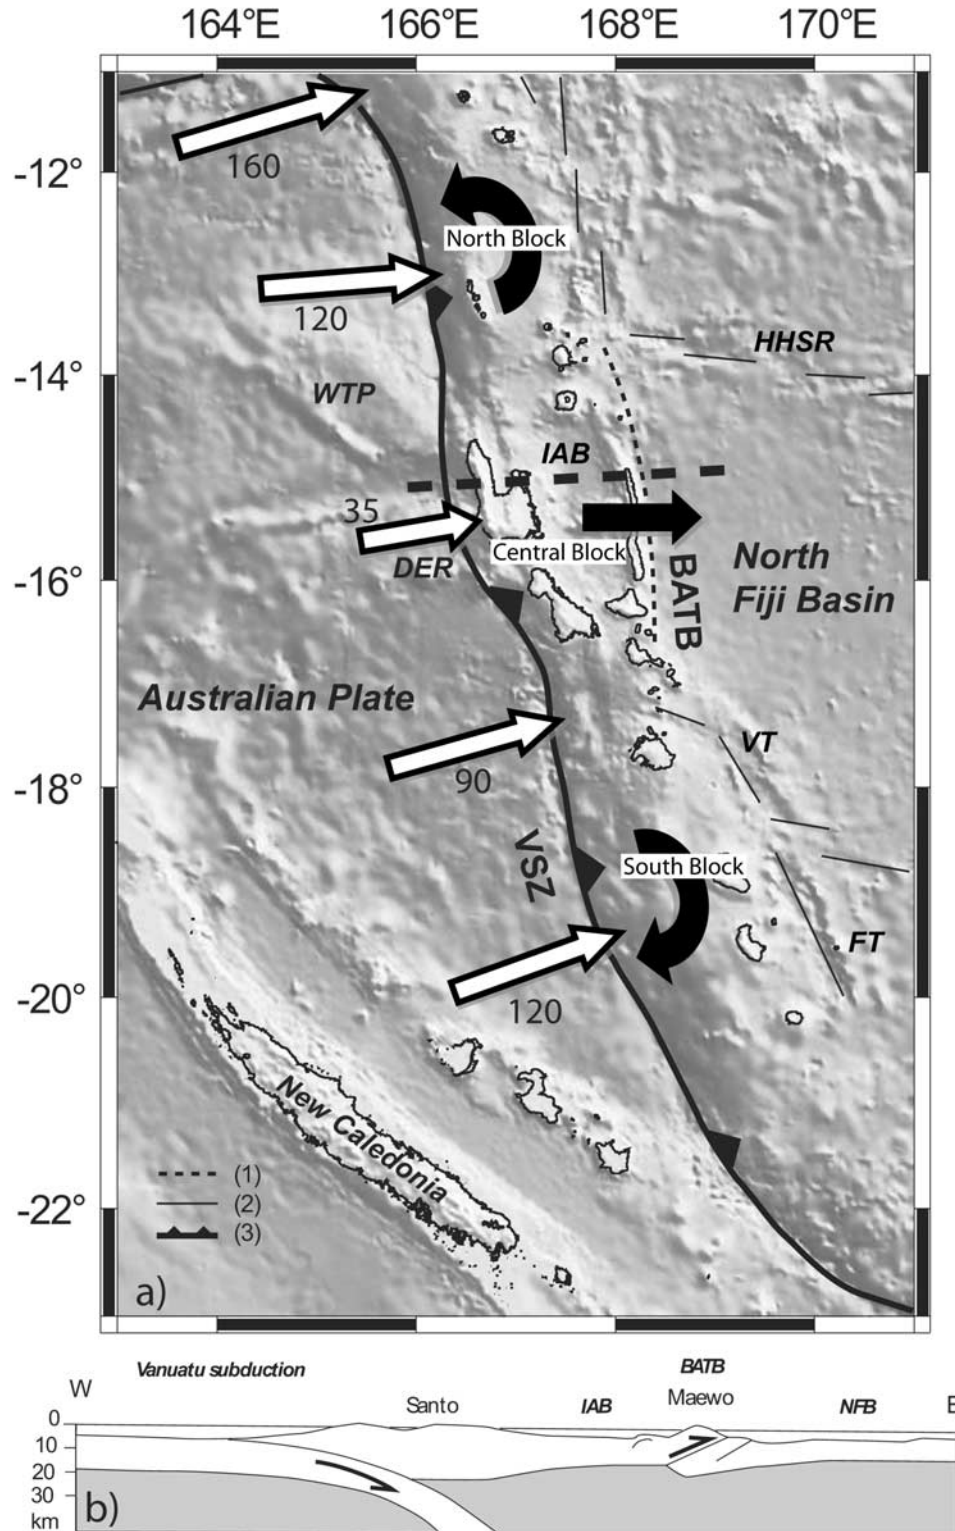 164°E 166°E 168°E 170°E
-12°
-14°
-16°
-18°
-20°
-22°
160
North Block
120
HHSR
WTP
IAB
35
Central Block
DER
BATB
North
Fiji Basin
Australian Plate
VT
90
VSZ
South Block
FT
120
New Caledonia
(1)
(2)
(3)
a)
Vanuatu subduction
BATB
W
Santo
IAB
Maewo
NFB
E
0
10
20
30
km
b)